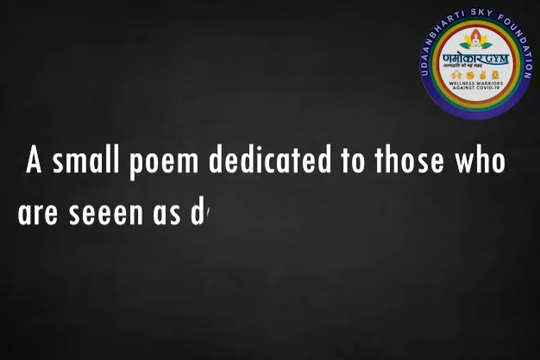 UDAANBHARTI SKY FOUNDATION
णमोकार GYM
WELLNESS WARRIORS
AGAINST COVID-19
A small poem dedicated to those who
are seeen as d